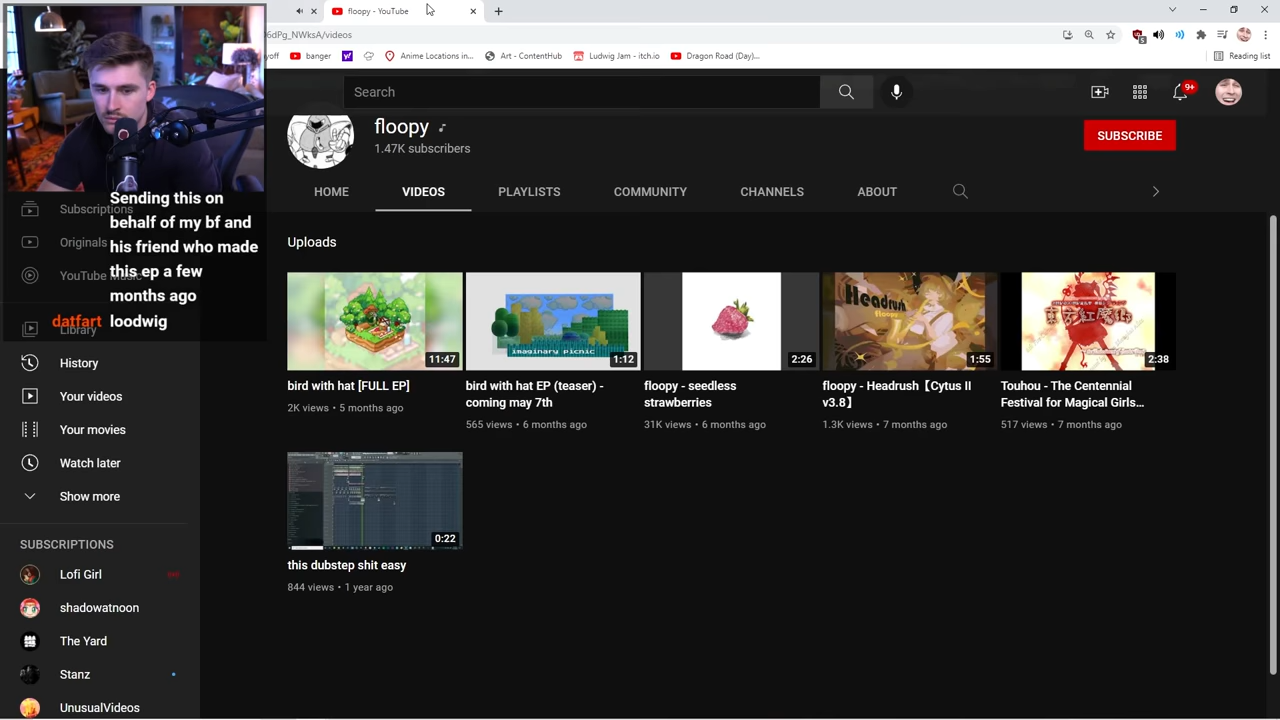 floopy - YouTube
6dPg_NWksA/videos
5
yoff
banger
Anime Locations in...
Art - ContentHub
Ludwig Jam - itch.io
Dragon Road (Day)...
Reading list
Search
9+
floopy
1.47K subscribers
SUBSCRIBE
HOME
VIDEOS
PLAYLISTS
COMMUNITY
CHANNELS
ABOUT
Sending this on
behalf of my bf and
his friend who made
this ep a few
months ago
datfart loodwig
Subscriptions
Originals
YouTube Music
Library
History
Your videos
Your movies
Watch later
Show more
SUBSCRIPTIONS
Lofi Girl
shadowatnoon
The Yard
Stanz
UnusualVideos
Uploads
11:47
bird with hat [FULL EP]
2K views • 5 months ago
imaginary picnic
1:12
bird with hat EP (teaser) -
coming may 7th
565 views • 6 months ago
2:26
floopy - seedless
strawberries
31K views • 6 months ago
Headrush
floopy
1:55
floopy - Headrush【Cytus II
v3.8】
1.3K views • 7 months ago
2:38
Touhou - The Centennial
Festival for Magical Girls...
517 views • 7 months ago
0:22
this dubstep shit easy
844 views • 1 year ago